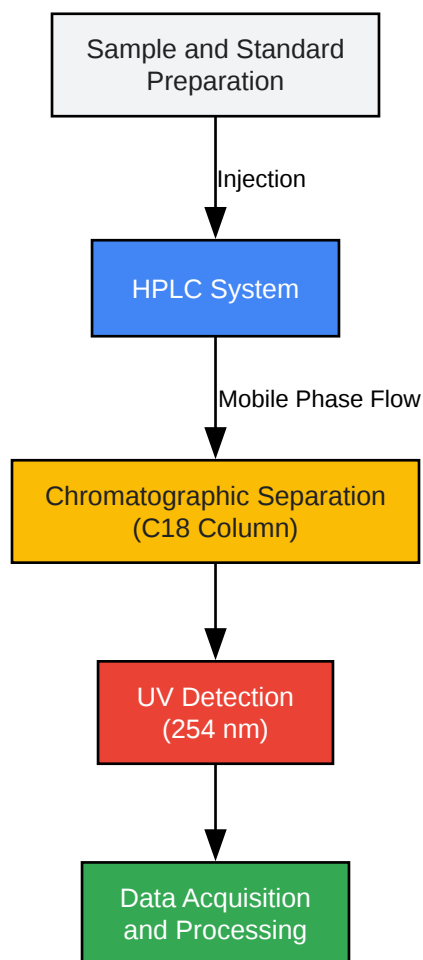 Sample and Standard
Preparation
Injection
HPLC System
Mobile Phase Flow
Chromatographic Separation
(C18 Column)
UV Detection
(254 nm)
Data Acquisition
and Processing